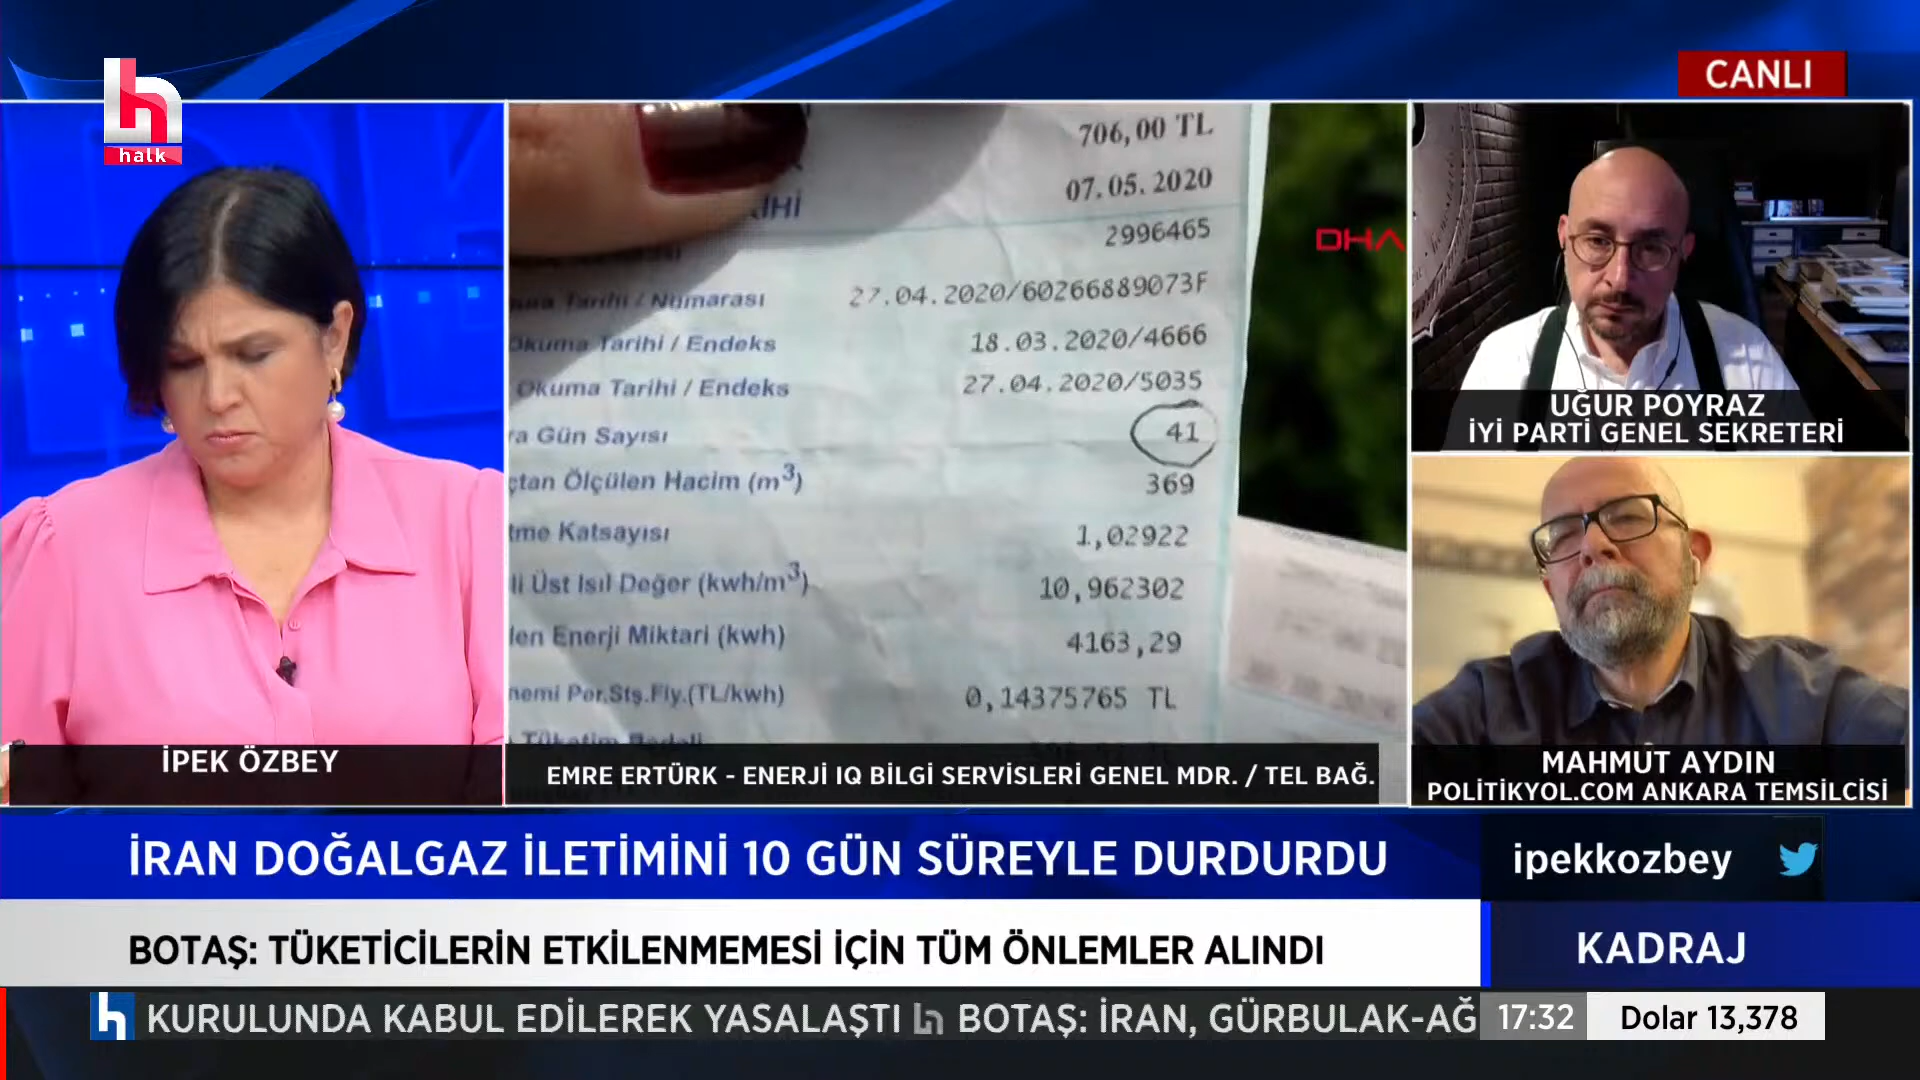 CANLI
h
halk
706,00 TL
07.05.2020
2996465
DHA
Tarihi / Numarası 27.04.2020/60266889073F
Okuma Tarihi / Endeks 18.03.2020/4666
Okuma Tarihi / Endeks 27.04.2020/5035
Gün Sayısı 41
Ölçülen Hacim (m³) 369
Katsayısı 1,02922
Üst Isıl Değer (kwh/m³) 10,962302
Enerji Miktari (kwh) 4163,29
Per.Stş.Fiy.(TL/kwh) 0,14375765 TL
UĞUR POYRAZ
İYİ PARTİ GENEL SEKRETERİ
İPEK ÖZBEY
EMRE ERTÜRK - ENERJİ IQ BİLGİ SERVİSLERİ GENEL MDR. / TEL BAĞ.
MAHMUT AYDIN
POLITIKYOL.COM ANKARA TEMSİLCİSİ
İRAN DOĞALGAZ İLETİMİNİ 10 GÜN SÜREYLE DURDURDU
ipekkozbey
BOTAŞ: TÜKETİCİLERİN ETKİLENMEMESİ İÇİN TÜM ÖNLEMLER ALINDI
KADRAJ
KURULUNDA KABUL EDİLEREK YASALAŞTI BOTAŞ: İRAN, GÜRBULAK-AĞ
17:32 Dolar 13,378